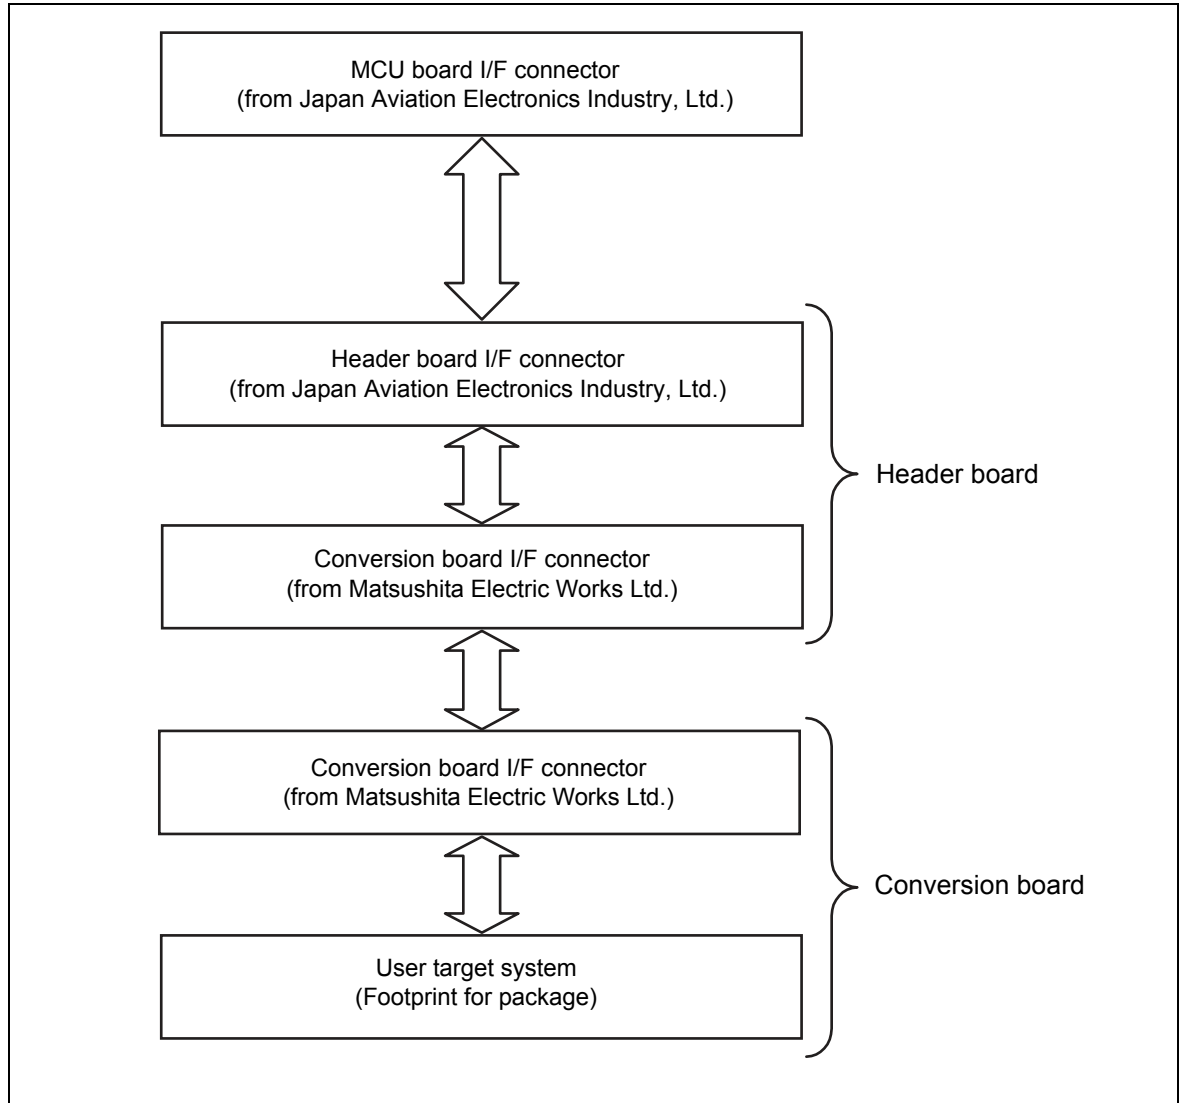 MCU board I/F connector
(from Japan Aviation Electronics Industry, Ltd.)
Header board I/F connector
(from Japan Aviation Electronics Industry, Ltd.)
Header board
Conversion board I/F connector
(from Matsushita Electric Works Ltd.)
Conversion board I/F connector
(from Matsushita Electric Works Ltd.)
Conversion board
User target system
(Footprint for package)